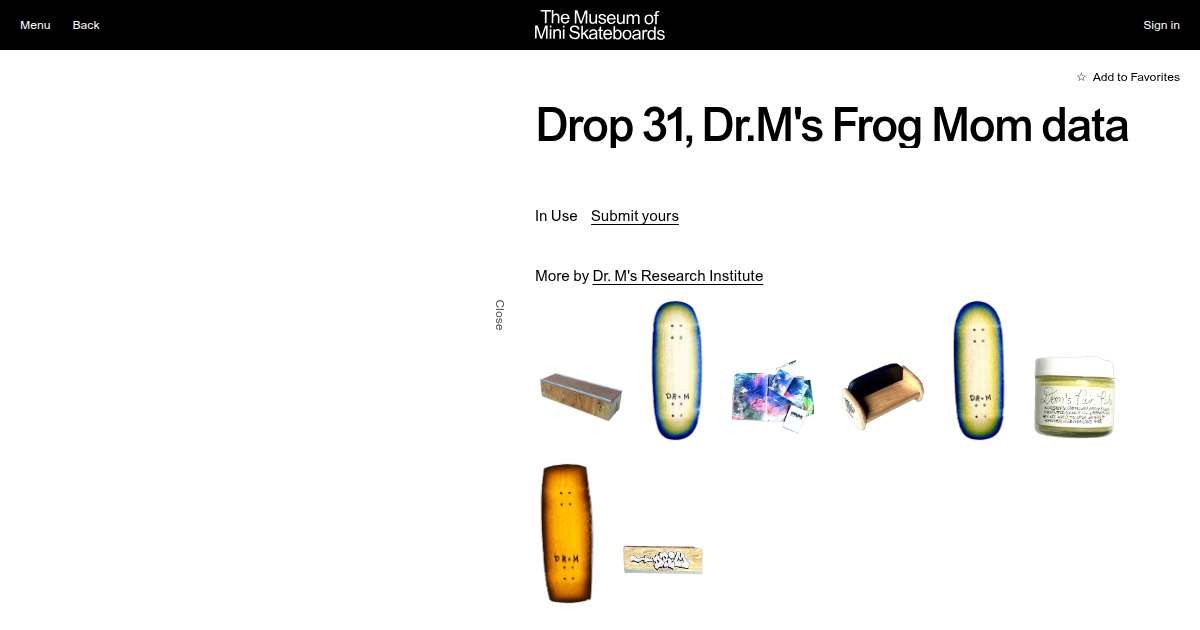 Menu
Back
The Museum of
Mini Skateboards
Sign in
☆ Add to Favorites
Drop 31, Dr.M's Frog Mom data
In Use
Submit yours
More by Dr. M's Research Institute
Close
DR•M
DR•M
DR•M